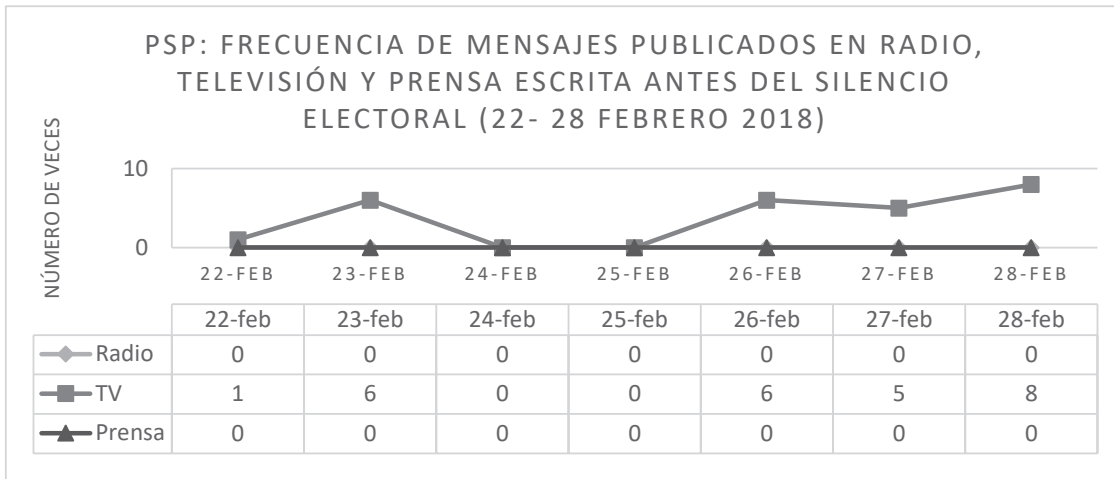 PSP: FRECUENCIA DE MENSAJES PUBLICADOS EN RADIO,
TELEVISIÓN Y PRENSA ESCRITA ANTES DEL SILENCIO
ELECTORAL (22- 28 FEBRERO 2018)
NÚMERO DE VECES
10
0
22-FEB 23-FEB 24-FEB 25-FEB 26-FEB 27-FEB 28-FEB
22-feb 23-feb 24-feb 25-feb 26-feb 27-feb 28-feb
Radio 0 0 0 0 0 0 0
TV 1 6 0 0 6 5 8
Prensa 0 0 0 0 0 0 0